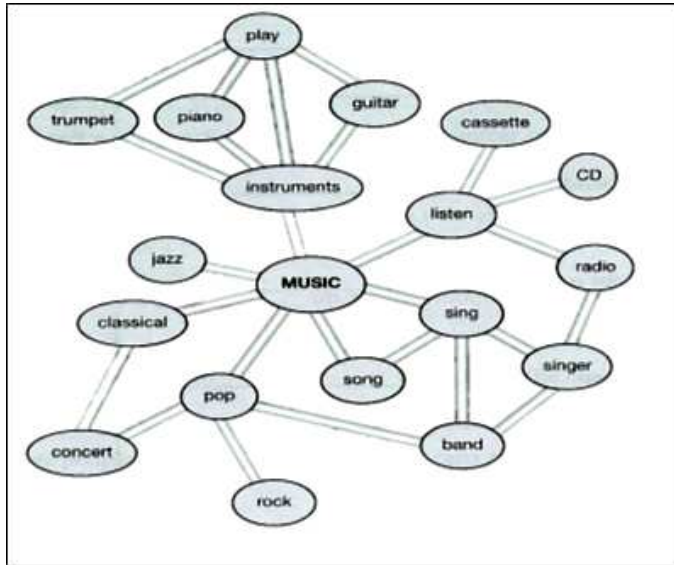 play
guitar
piano
trumpet
cassette
CD
instruments
listen
jazz
radio
MUSIC
sing
classical
singer
song
pop
band
concert
rock